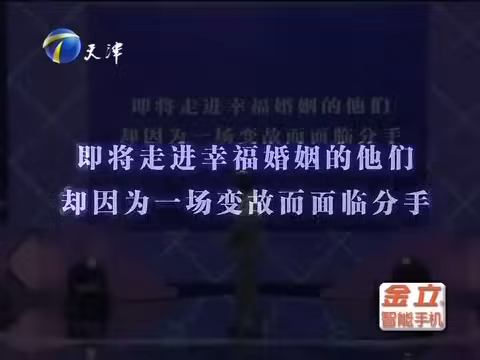 天津
即将走进幸福婚姻的他们
却因为一场变故而面临分手
即将走进幸福婚姻的他们
却因为一场变故而面临分手
金立
智能手机